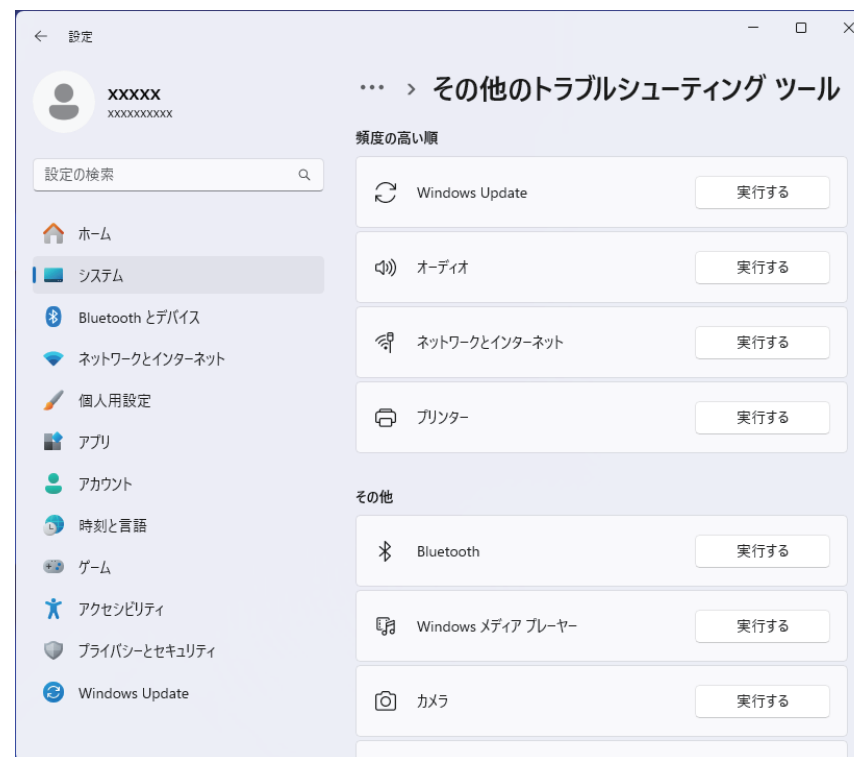 設定
xxxxx
xxxxxxxxxx
設定の検索
ホーム
システム
Bluetooth とデバイス
ネットワークとインターネット
個人用設定
アプリ
アカウント
時刻と言語
ゲーム
アクセシビリティ
プライバシーとセキュリティ
Windows Update
… › その他のトラブルシューティング ツール
頻度の高い順
Windows Update 実行する
オーディオ 実行する
ネットワークとインターネット 実行する
プリンター 実行する
その他
Bluetooth 実行する
Windows メディア プレーヤー 実行する
カメラ 実行する